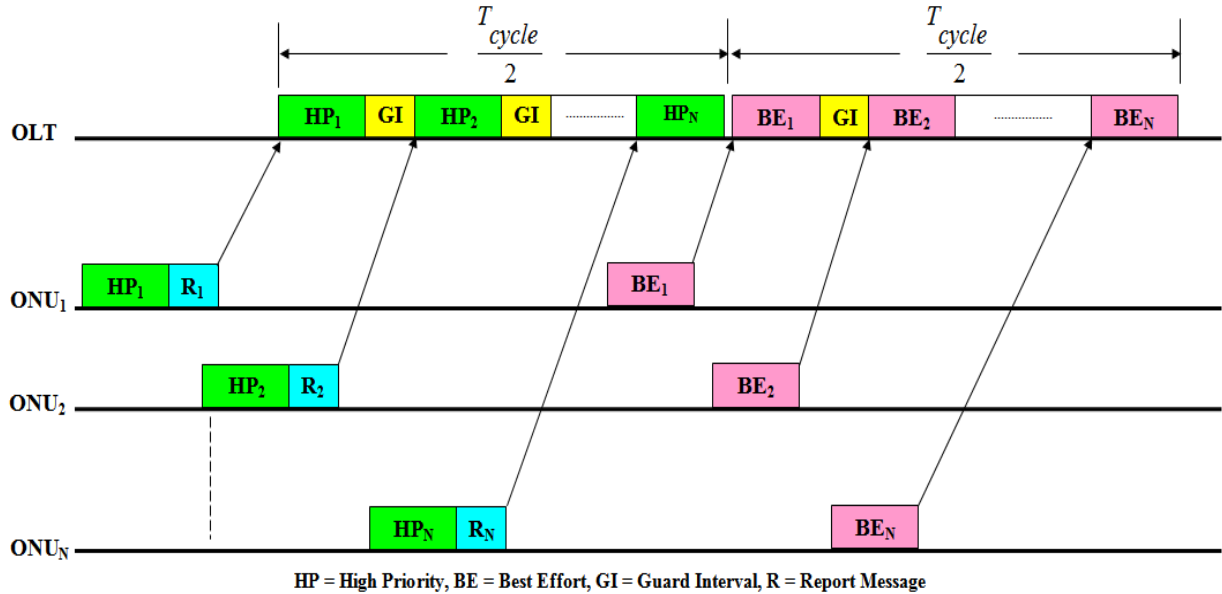 T cycle T cycle
2 2
OLT HP1 GI HP2 GI ................ HPN BE1 GI BE2 ................ BEN
ONU1 HP1 R1 BE1
ONU2 HP2 R2 BE2
ONUN HPN RN BEN
HP = High Priority, BE = Best Effort, GI = Guard Interval, R = Report Message